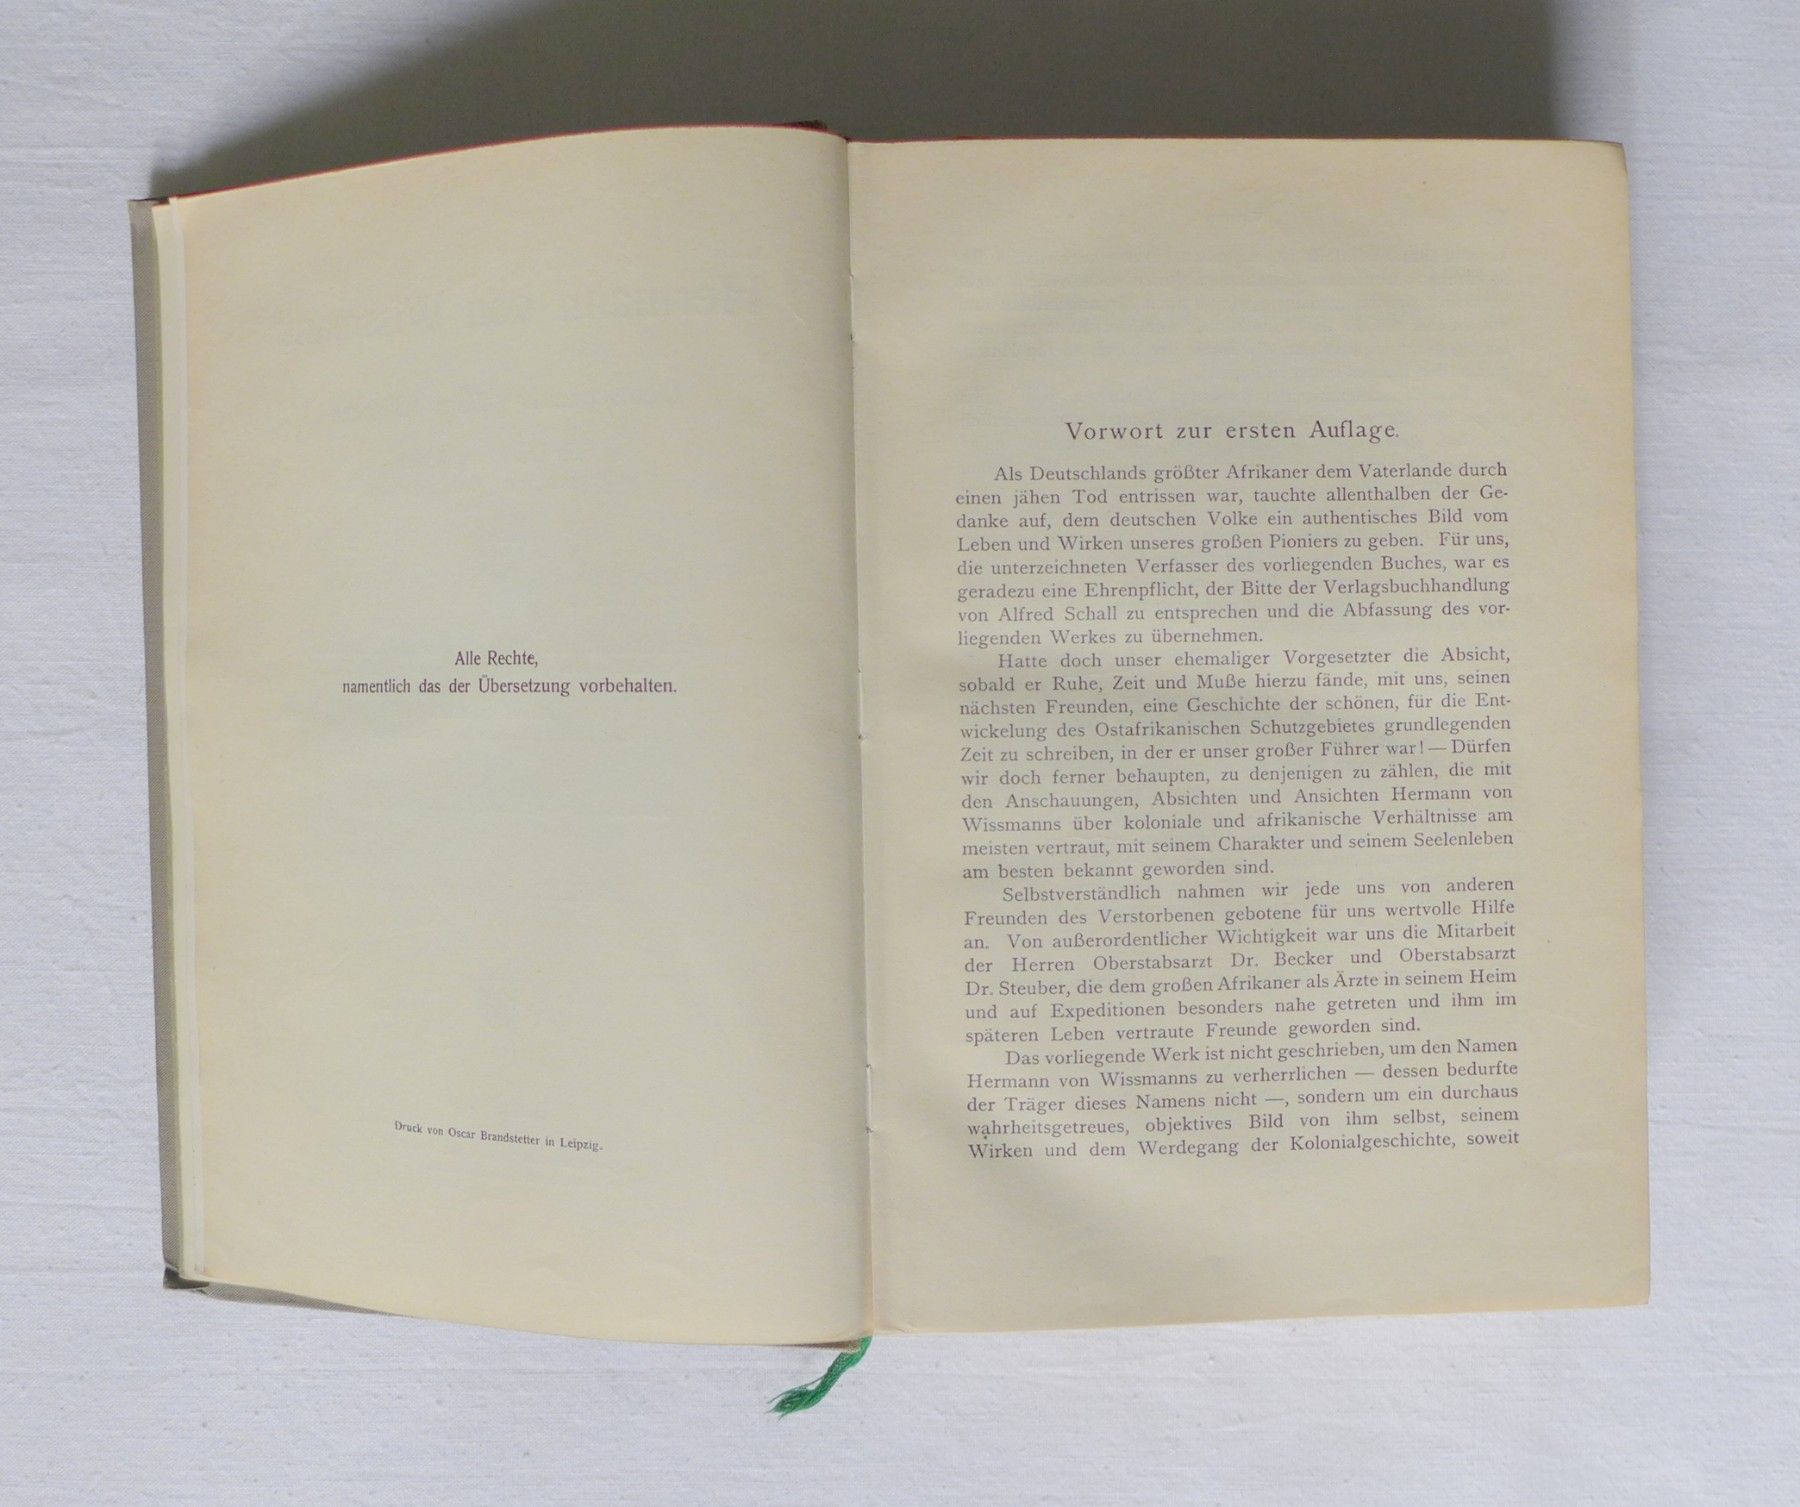 Alle Rechte,
namentlich das der Übersetzung vorbehalten.
Druck von Oscar Brandstetter in Leipzig.
Vorwort zur ersten Auflage.
Als Deutschlands größter Afrikaner dem Vaterlande durch
einen jähen Tod entrissen war, tauchte allenthalben der Ge-
danke auf, dem deutschen Volke ein authentisches Bild vom
Leben und Wirken unseres großen Pioniers zu geben. Für uns,
die unterzeichneten Verfasser des vorliegenden Buches, war es
geradezu eine Ehrenpflicht, der Bitte der Verlagsbuchhandlung
von Alfred Schall zu entsprechen und die Abfassung des vor-
liegenden Werkes zu übernehmen.
Hatte doch unser ehemaliger Vorgesetzter die Absicht,
sobald er Ruhe, Zeit und Muße hierzu fände, mit uns, seinen
nächsten Freunden, eine Geschichte der schönen, für die Ent-
wickelung des Ostafrikanischen Schutzgebietes grundlegenden
Zeit zu schreiben, in der er unser großer Führer war! — Dürfen
wir doch ferner behaupten, zu denjenigen zu zählen, die mit
den Anschauungen, Absichten und Ansichten Hermann von
Wissmanns über koloniale und afrikanische Verhältnisse am
meisten vertraut, mit seinem Charakter und seinem Seelenleben
am besten bekannt geworden sind.
Selbstverständlich nahmen wir jede uns von anderen
Freunden des Verstorbenen gebotene für uns wertvolle Hilfe
an. Von außerordentlicher Wichtigkeit war uns die Mitarbeit
der Herren Oberstabsarzt Dr. Becker und Oberstabsarzt
Dr. Steuber, die dem großen Afrikaner als Ärzte in seinem Heim
und auf Expeditionen besonders nahe getreten und ihm im
späteren Leben vertraute Freunde geworden sind.
Das vorliegende Werk ist nicht geschrieben, um den Namen
Hermann von Wissmanns zu verherrlichen — dessen bedurfte
der Träger dieses Namens nicht —, sondern um ein durchaus
wahrheitsgetreues, objektives Bild von ihm selbst, seinem
Wirken und dem Werdegang der Kolonialgeschichte, soweit